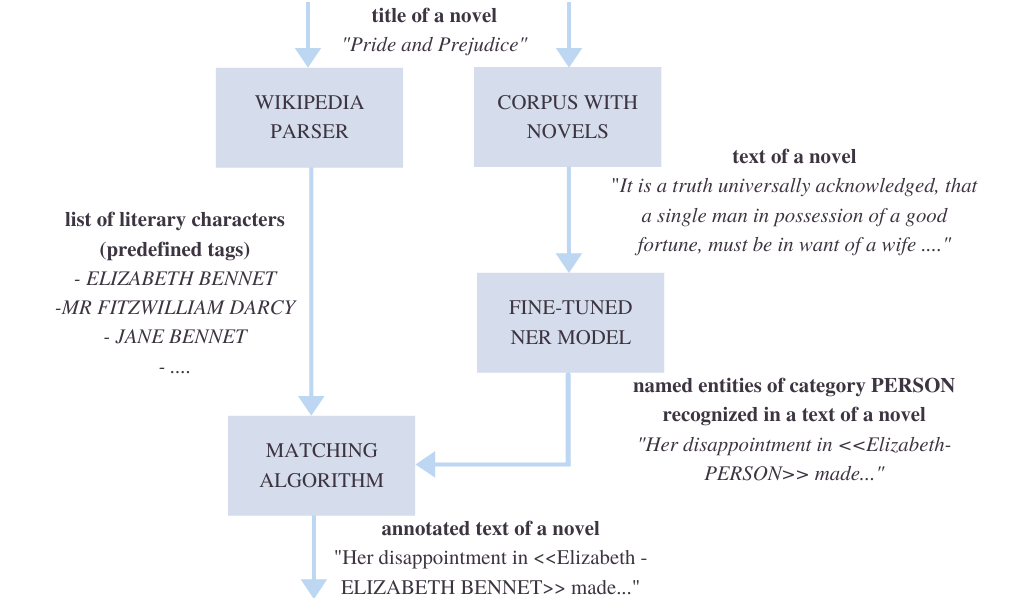 title of a novel
"Pride and Prejudice"
WIKIPEDIA
PARSER
CORPUS WITH
NOVELS
text of a novel
"It is a truth universally acknowledged, that
a single man in possession of a good
fortune, must be in want of a wife ...."
list of literary characters
(predefined tags)
- ELIZABETH BENNET
-MR FITZWILLIAM DARCY
- JANE BENNET
- ....
FINE-TUNED
NER MODEL
named entities of category PERSON
recognized in a text of a novel
"Her disappointment in <<Elizabeth-
PERSON>> made..."
MATCHING
ALGORITHM
annotated text of a novel
"Her disappointment in <<Elizabeth -
ELIZABETH BENNET>> made..."